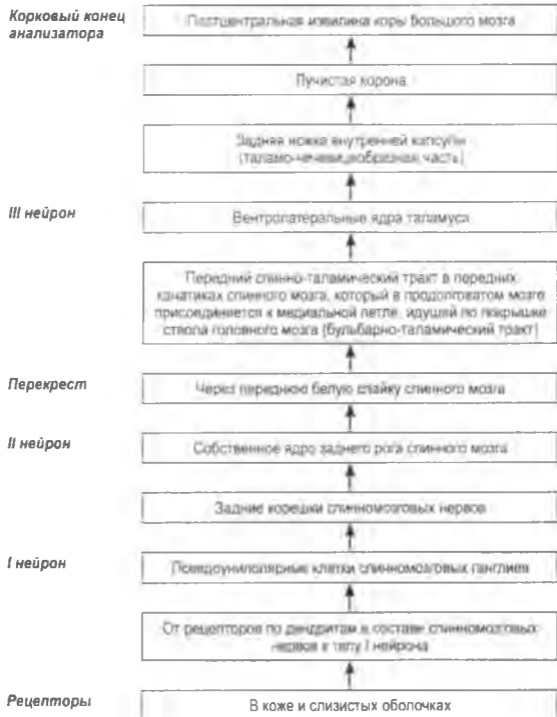 Корковый конец
анализатора
Постцентральная извилина коры большого мозга
Лучистая корона
Задняя ножка внутренней капсулы
(таламо-чечевицеобразная часть)
III нейрон
Вентролатеральные ядра таламуса
Передний спинно-таламический тракт в передних
канатиках спинного мозга, который в продолговатом мозге
присоединяется к медиальной петле, идущей по покрышке
ствола головного мозга (бульбарно-таламический тракт)
Перекрест
Через переднюю белую спайку спинного мозга
II нейрон
Собственное ядро заднего рога спинного мозга
Задние корешки спинномозговых нервов
I нейрон
Псевдоуниполярные клетки спинномозговых ганглиев
От рецепторов по дендритам в составе спинномозговых
нервов к телу I нейрона
Рецепторы
В коже и слизистых оболочках